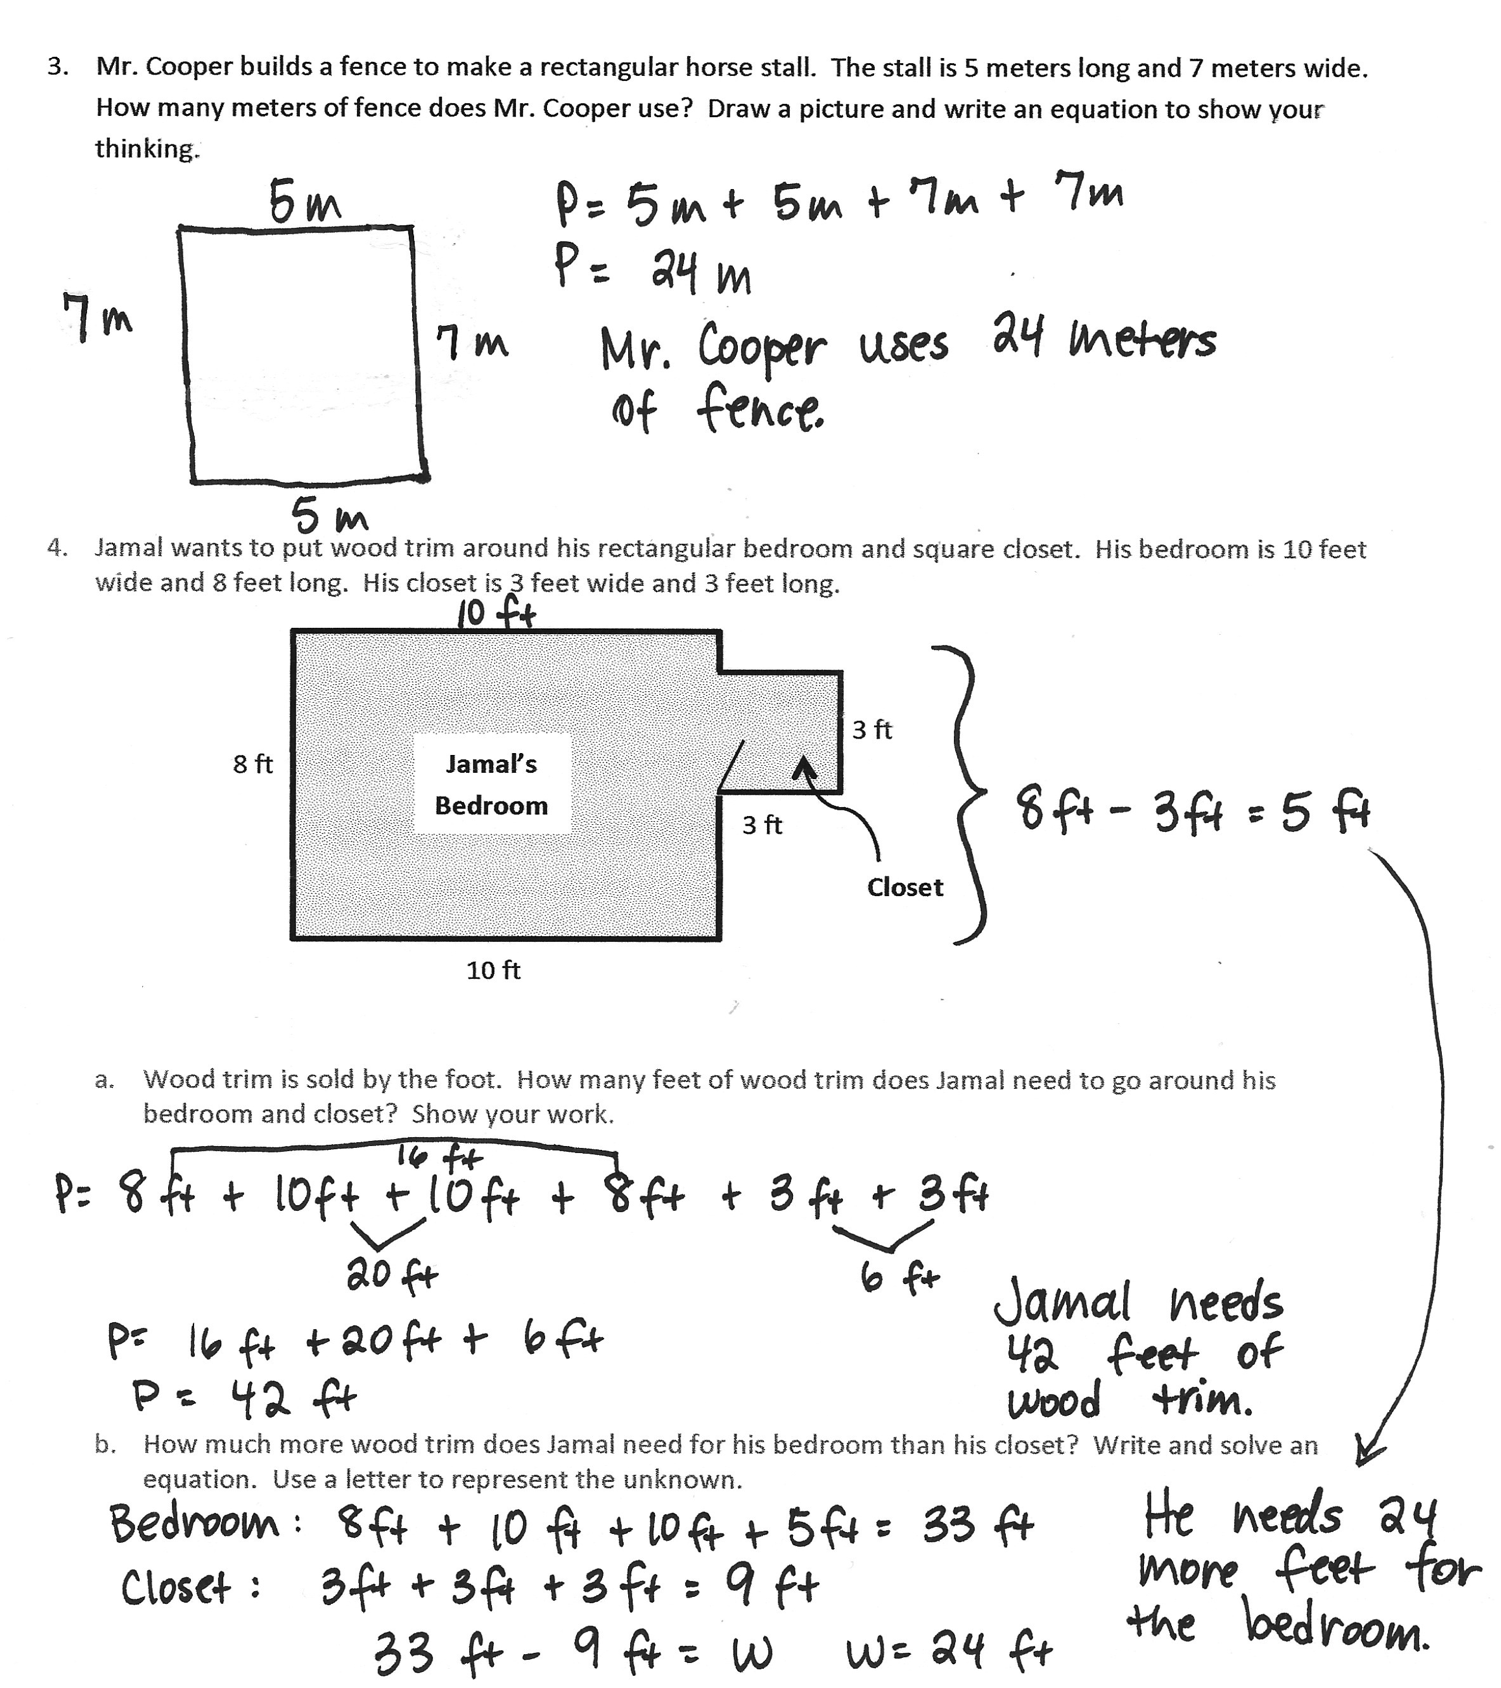 3. Mr. Cooper builds a fence to make a rectangular horse stall. The stall is 5 meters long and 7 meters wide.
How many meters of fence does Mr. Cooper use? Draw a picture and write an equation to show your
thinking.
5 m
P= 5 m + 5 m + 7 m + 7 m
P= 24 m
7 m
7 m
Mr. Cooper uses 24 meters
of fence.
5 m
4. Jamal wants to put wood trim around his rectangular bedroom and square closet. His bedroom is 10 feet
wide and 8 feet long. His closet is 3 feet wide and 3 feet long.
10 ft
3 ft
8 ft
Jamal's
Bedroom
8 ft - 3 ft = 5 ft
3 ft
Closet
10 ft
a. Wood trim is sold by the foot. How many feet of wood trim does Jamal need to go around his
bedroom and closet? Show your work.
16 ft
P= 8 ft + 10 ft + 10 ft + 8 ft + 3 ft + 3 ft
20 ft
6 ft
P= 16 ft + 20 ft + 6 ft
P = 42 ft
Jamal needs
42 feet of
wood trim.
b. How much more wood trim does Jamal need for his bedroom than his closet? Write and solve an
equation. Use a letter to represent the unknown.
Bedroom: 8 ft + 10 ft + 10 ft + 5 ft = 33 ft
Closet: 3 ft + 3 ft + 3 ft = 9 ft
33 ft - 9 ft = W W= 24 ft
He needs 24
more feet for
the bedroom.